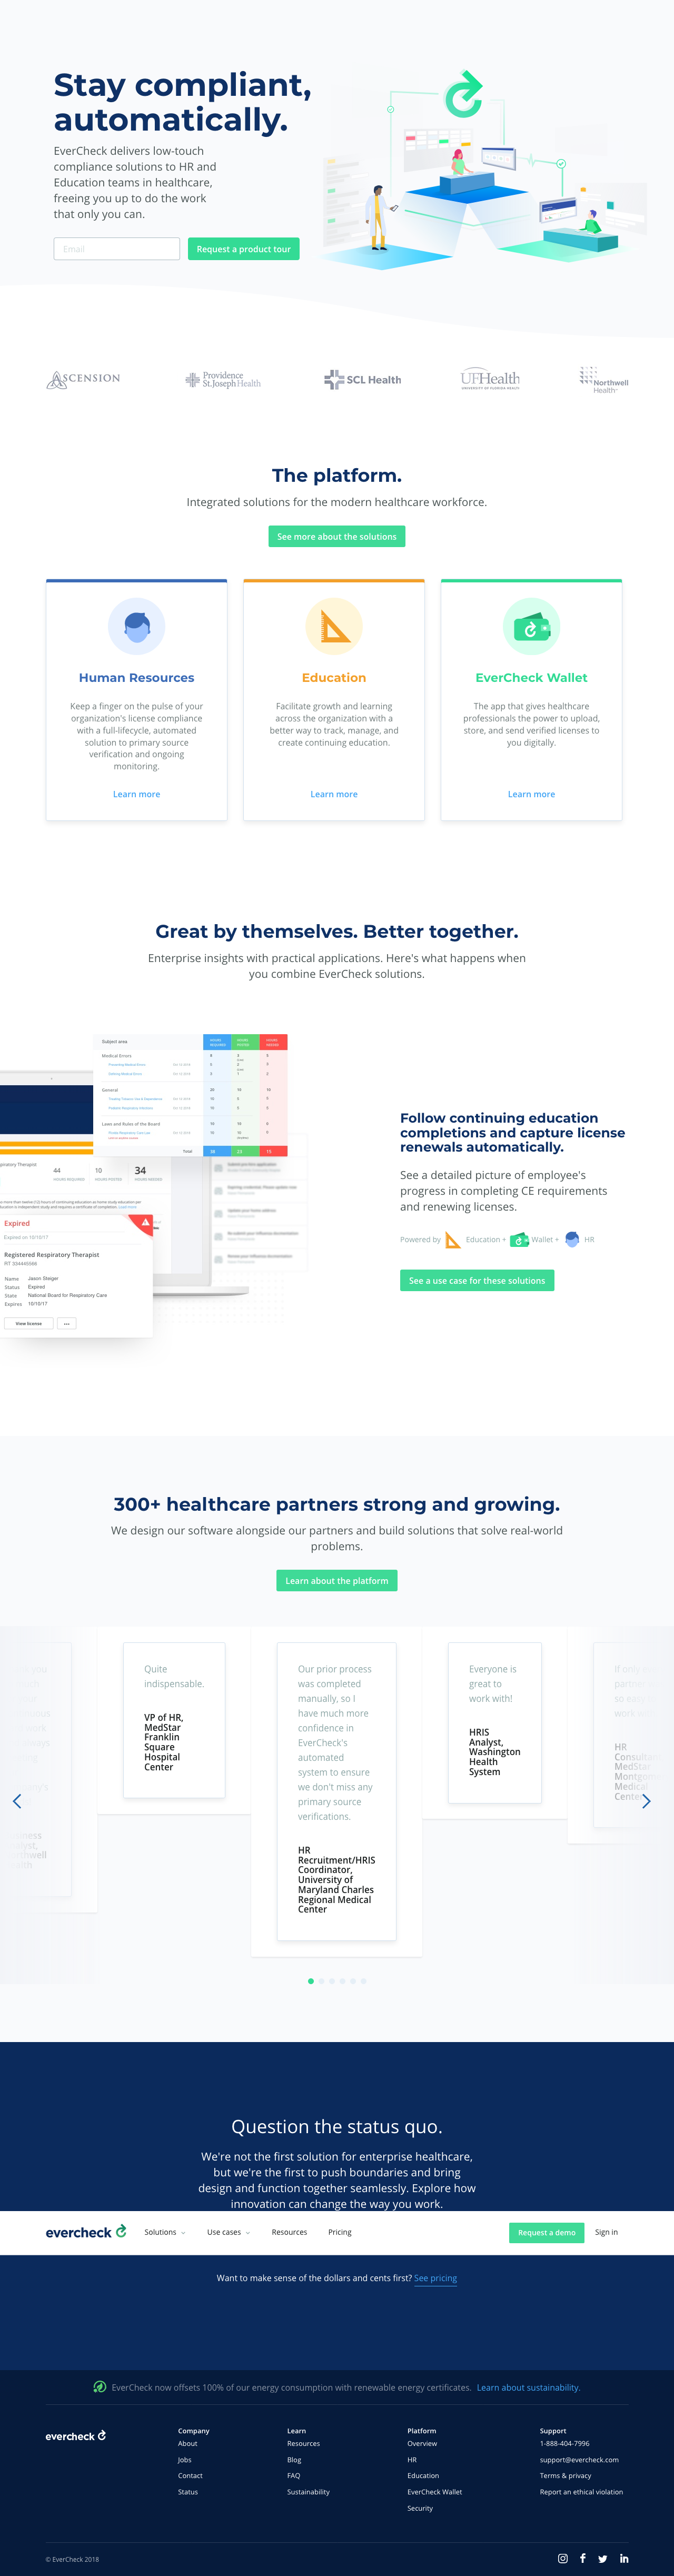 Stay compliant,
automatically.
EverCheck delivers low-touch
compliance solutions to HR and
Education teams in healthcare,
freeing you up to do the work
that only you can.
Email
Request a product tour
ASCENSION
Providence
St.Joseph Health
SCL Health
UFHealth
UNIVERSITY OF FLORIDA HEALTH
Northwell
Health
The platform.
Integrated solutions for the modern healthcare workforce.
See more about the solutions
Human Resources
Keep a finger on the pulse of your
organization's license compliance
with a full-lifecycle, automated
solution to primary source
verification and ongoing
monitoring.
Learn more
Education
Facilitate growth and learning
across the organization with a
better way to track, manage, and
create continuing education.
Learn more
EverCheck Wallet
The app that gives healthcare
professionals the power to upload,
store, and send verified licenses to
you digitally.
Learn more
Great by themselves. Better together.
Enterprise insights with practical applications. Here's what happens when
you combine EverCheck solutions.
Subject area
Medical Errors
General
Laws and Rules of the Board
Total
44
10
34
HOURS REQUIRED
HOURS POSTED
HOURS NEEDED
Expired
Expired on 10/10/17
Registered Respiratory Therapist
RT 334446566
Name Jason Steiger
Status Expired
State National Board for Respiratory Care
Expires 10/10/17
View license
Follow continuing education
completions and capture license
renewals automatically.
See a detailed picture of employee's
progress in completing CE requirements
and renewing licenses.
Powered by Education + Wallet + HR
See a use case for these solutions
300+ healthcare partners strong and growing.
We design our software alongside our partners and build solutions that solve real-world
problems.
Learn about the platform
Quite
indispensable.
VP of HR,
MedStar
Franklin
Square
Hospital
Center
Our prior process
was completed
manually, so I
have much more
confidence in
EverCheck's
automated
system to ensure
we don't miss any
primary source
verifications.
HR
Recruitment/HRIS
Coordinator,
University of
Maryland Charles
Regional Medical
Center
Everyone is
great to
work with!
HRIS
Analyst,
Washington
Health
System
HR
MedStar
Medical
Center
Question the status quo.
We're not the first solution for enterprise healthcare,
but we're the first to push boundaries and bring
design and function together seamlessly. Explore how
innovation can change the way you work.
evercheck
Solutions
Use cases
Resources
Pricing
Request a demo
Sign in
Want to make sense of the dollars and cents first? See pricing
EverCheck now offsets 100% of our energy consumption with renewable energy certificates. Learn about sustainability.
evercheck
Company
About
Jobs
Contact
Status
Learn
Resources
Blog
FAQ
Sustainability
Platform
Overview
HR
Education
EverCheck Wallet
Security
Support
1-888-404-7996
support@evercheck.com
Terms & privacy
Report an ethical violation
© EverCheck 2018